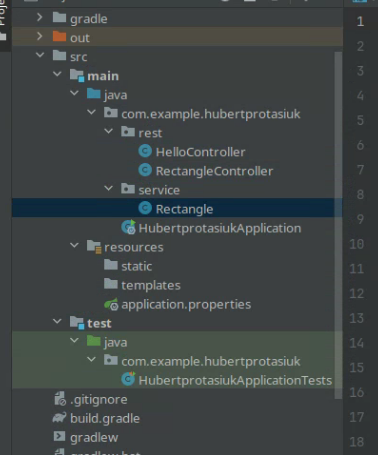 gradle
out
src
main
java
com.example.hubertprotasiuk
rest
HelloController
RectangleController
service
Rectangle
HubertprotasiukApplication
resources
static
templates
application.properties
test
java
com.example.hubertprotasiuk
HubertprotasiukApplicationTests
.gitignore
build.gradle
gradlew
1
2
3
4
5
6
7
8
9
10
11
12
13
14
15
16
17
18